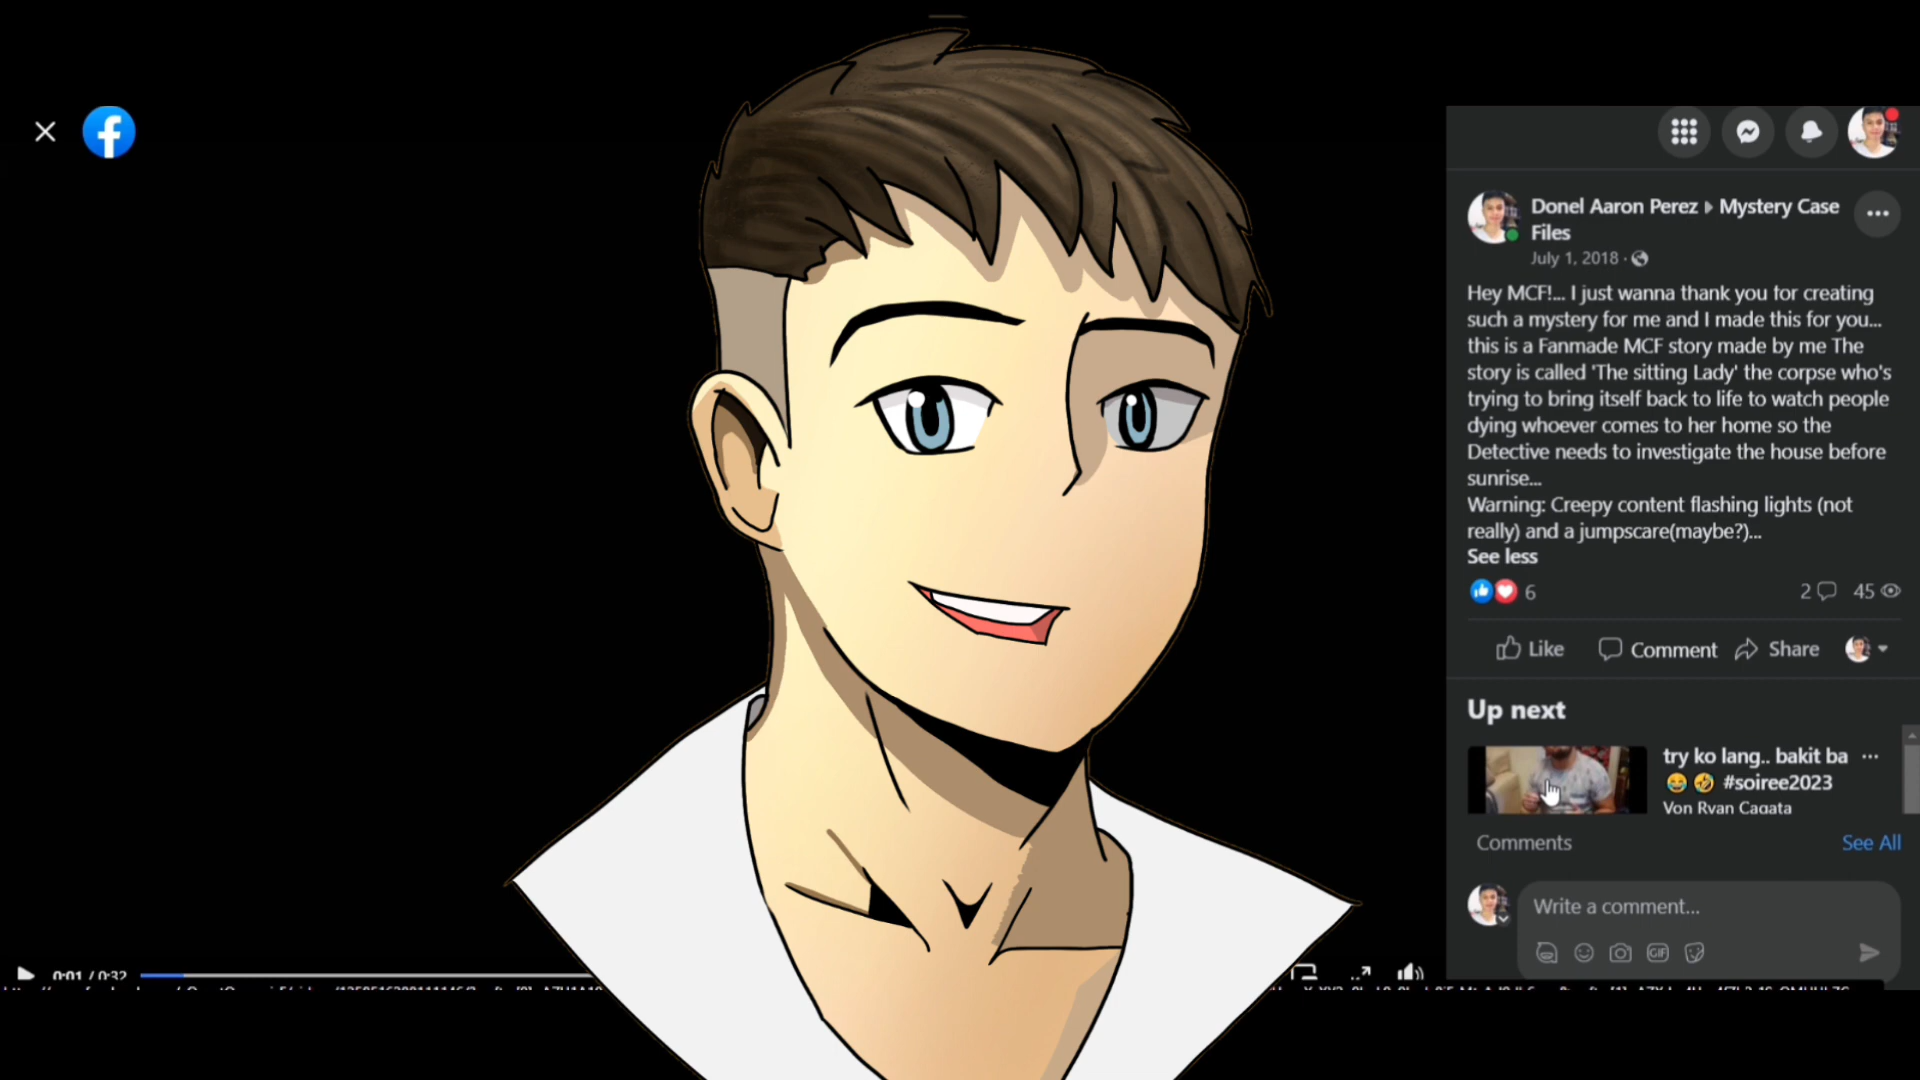 Donel Aaron Perez ▸ Mystery Case
Files
July 1, 2018 ·
Hey MCF!... I just wanna thank you for creating
such a mystery for me and I made this for you...
this is a Fanmade MCF story made by me The
story is called 'The sitting Lady' the corpse who's
trying to bring itself back to life to watch people
dying whoever comes to her home so the
Detective needs to investigate the house before
sunrise...
Warning: Creepy content flashing lights (not
really) and a jumpscare(maybe?)...
See less
6
2
45
Like
Comment
Share
Up next
try ko lang.. bakit ba
😂 🤣 #soiree2023
Von Ryan Cagata
Comments
See All
Write a comment...
GIF
0:01 / 0:32